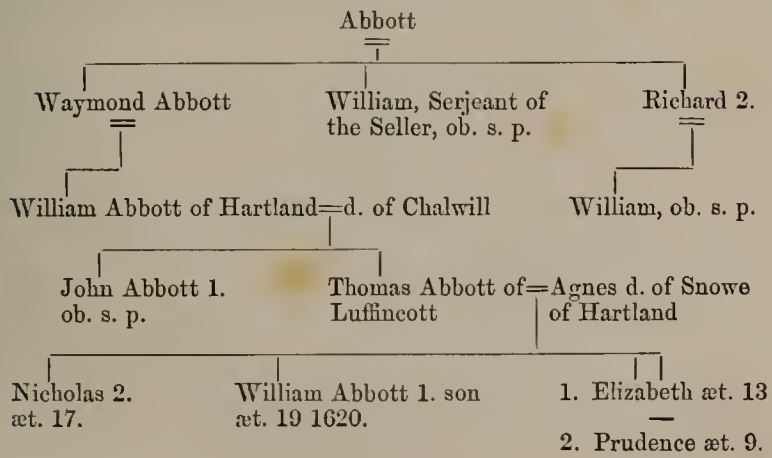 Abbott
Waymond Abbott
William, Serjeant of
the Seller, ob. s. p.
Richard 2.
William Abbott of Hartland=d. of Chalwill
William, ob. s. p.
John Abbott 1.
ob. s. p.
Thomas Abbott of=Agnes d. of Snowe
Luffincott
of Hartland
Nicholas 2.
æt. 17.
William Abbott 1. son
æt. 19 1620.
1. Elizabeth æt. 13
2. Prudence æt. 9.